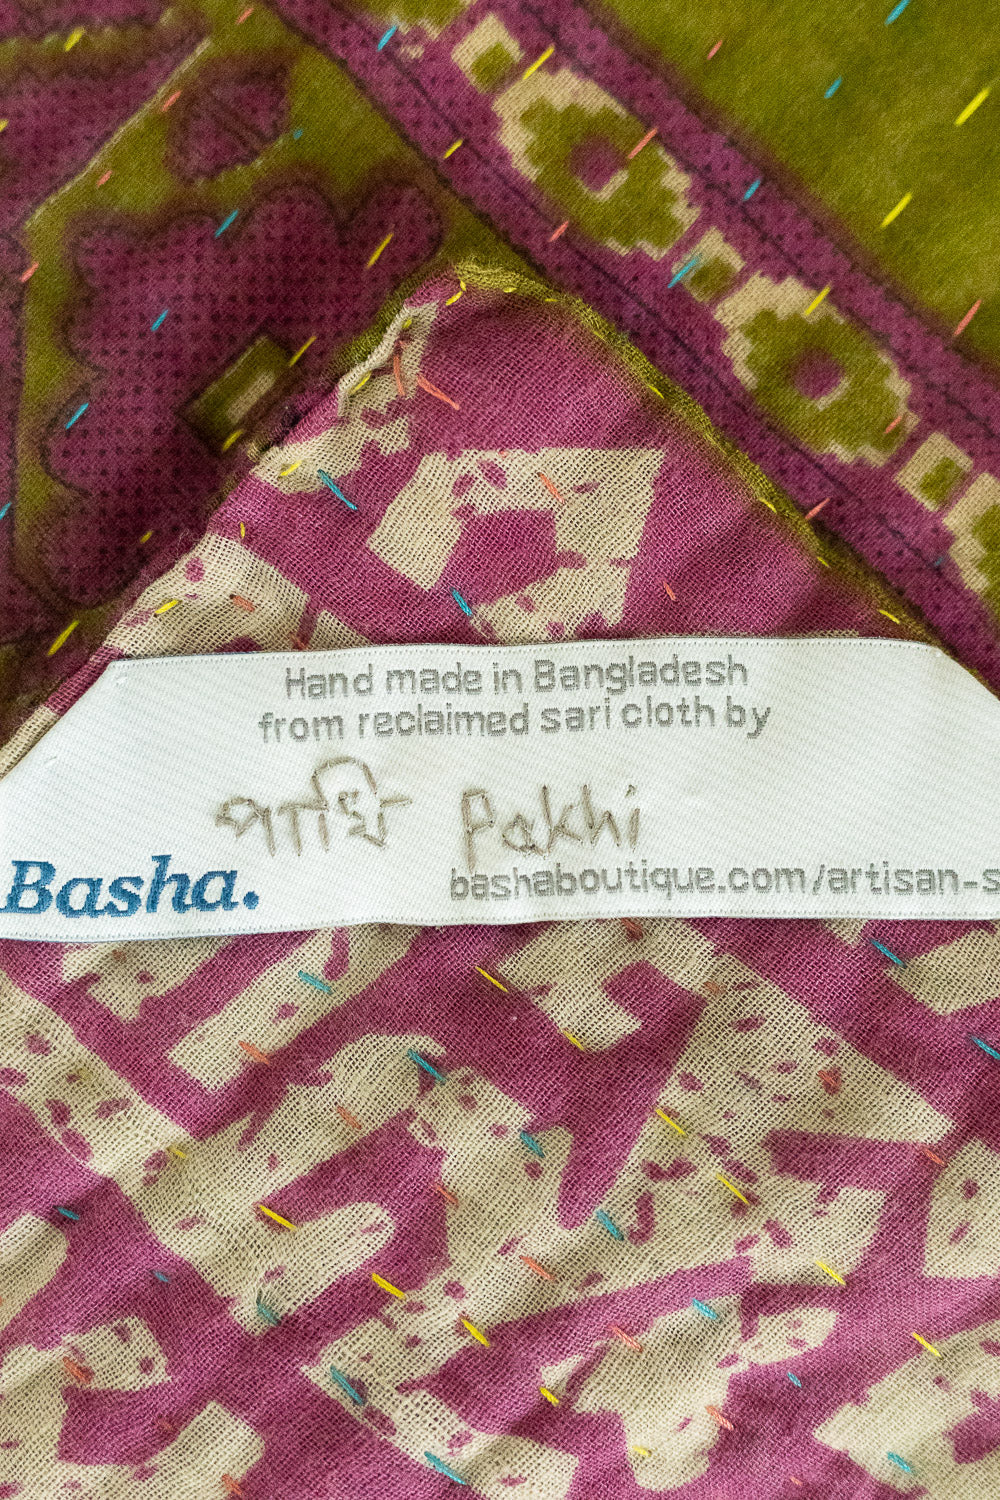 Hand made in Bangladesh
from reclaimed sari cloth by
পাখি Pakhi
Basha.
bashaboutique.com/artisan-s